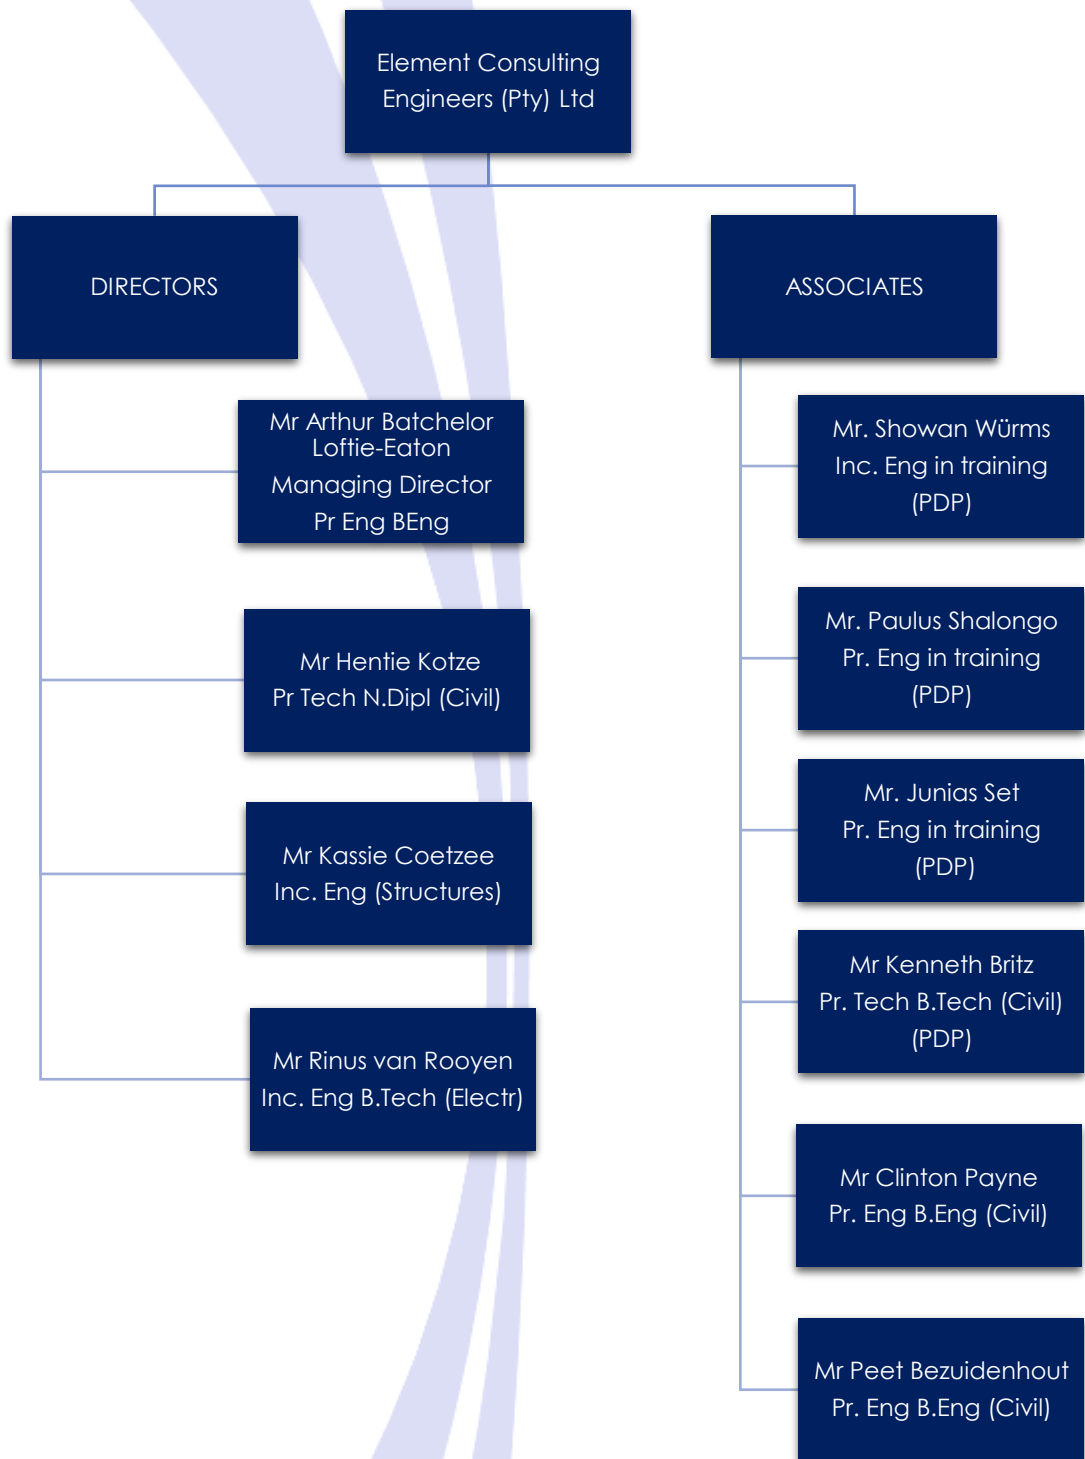 Element Consulting
Engineers (Pty) Ltd
DIRECTORS
Mr Arthur Batchelor
Loftie-Eaton
Managing Director
Pr Eng BEng
Mr Hentie Kotze
Pr Tech N.Dipl (Civil)
Mr Kassie Coetzee
Inc. Eng (Structures)
Mr Rinus van Rooyen
Inc. Eng B.Tech (Electr)
ASSOCIATES
Mr. Showan Würms
Inc. Eng in training
(PDP)
Mr. Paulus Shalongo
Pr. Eng in training
(PDP)
Mr. Junias Set
Pr. Eng in training
(PDP)
Mr Kenneth Britz
Pr. Tech B.Tech (Civil)
(PDP)
Mr Clinton Payne
Pr. Eng B.Eng (Civil)
Mr Peet Bezuidenhout
Pr. Eng B.Eng (Civil)